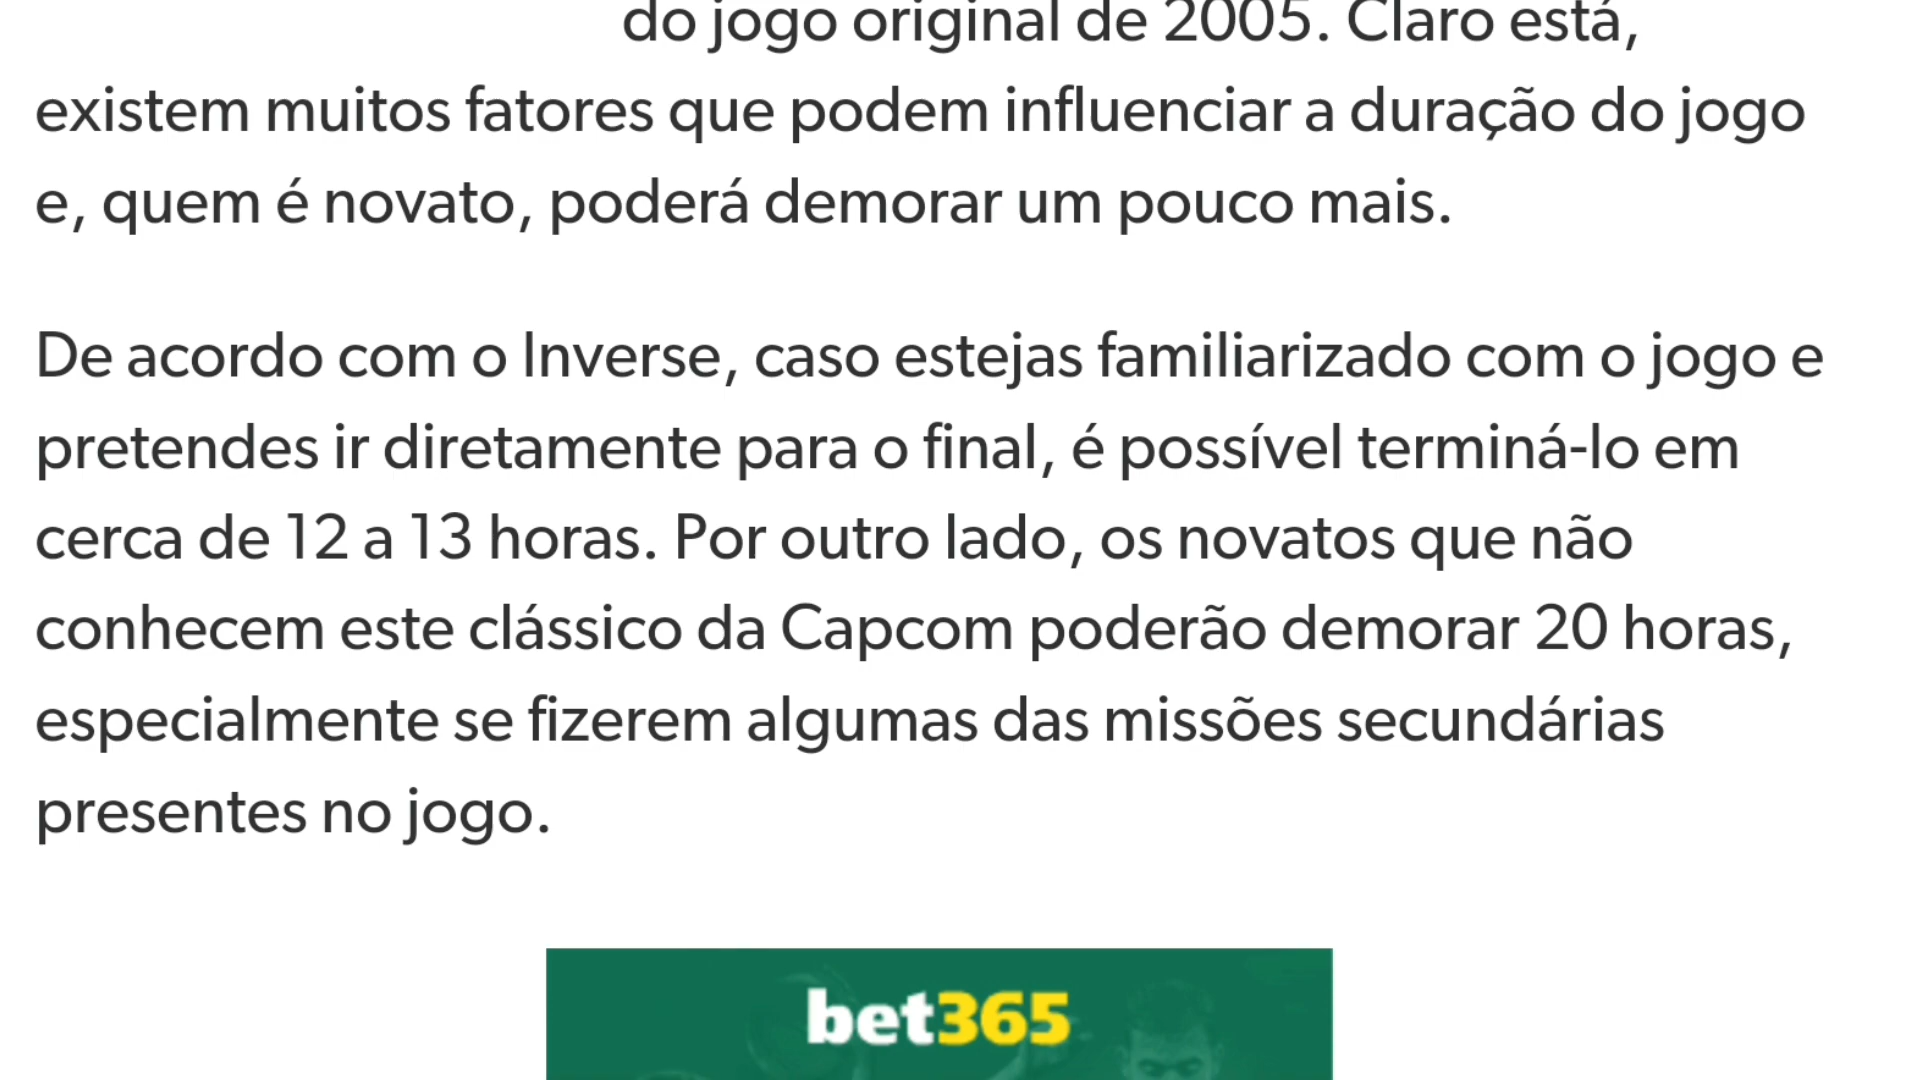 do jogo original de 2005. Claro está,
existem muitos fatores que podem influenciar a duração do jogo
e, quem é novato, poderá demorar um pouco mais.
De acordo com o Inverse, caso estejas familiarizado com o jogo e
pretendes ir diretamente para o final, é possível terminá-lo em
cerca de 12 a 13 horas. Por outro lado, os novatos que não
conhecem este clássico da Capcom poderão demorar 20 horas,
especialmente se fizerem algumas das missões secundárias
presentes no jogo.
bet365